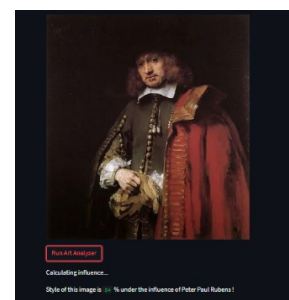 Run Art Analyzer
Calculating influence...
Style of this image is % under the influence of Peter Paul Rubens !